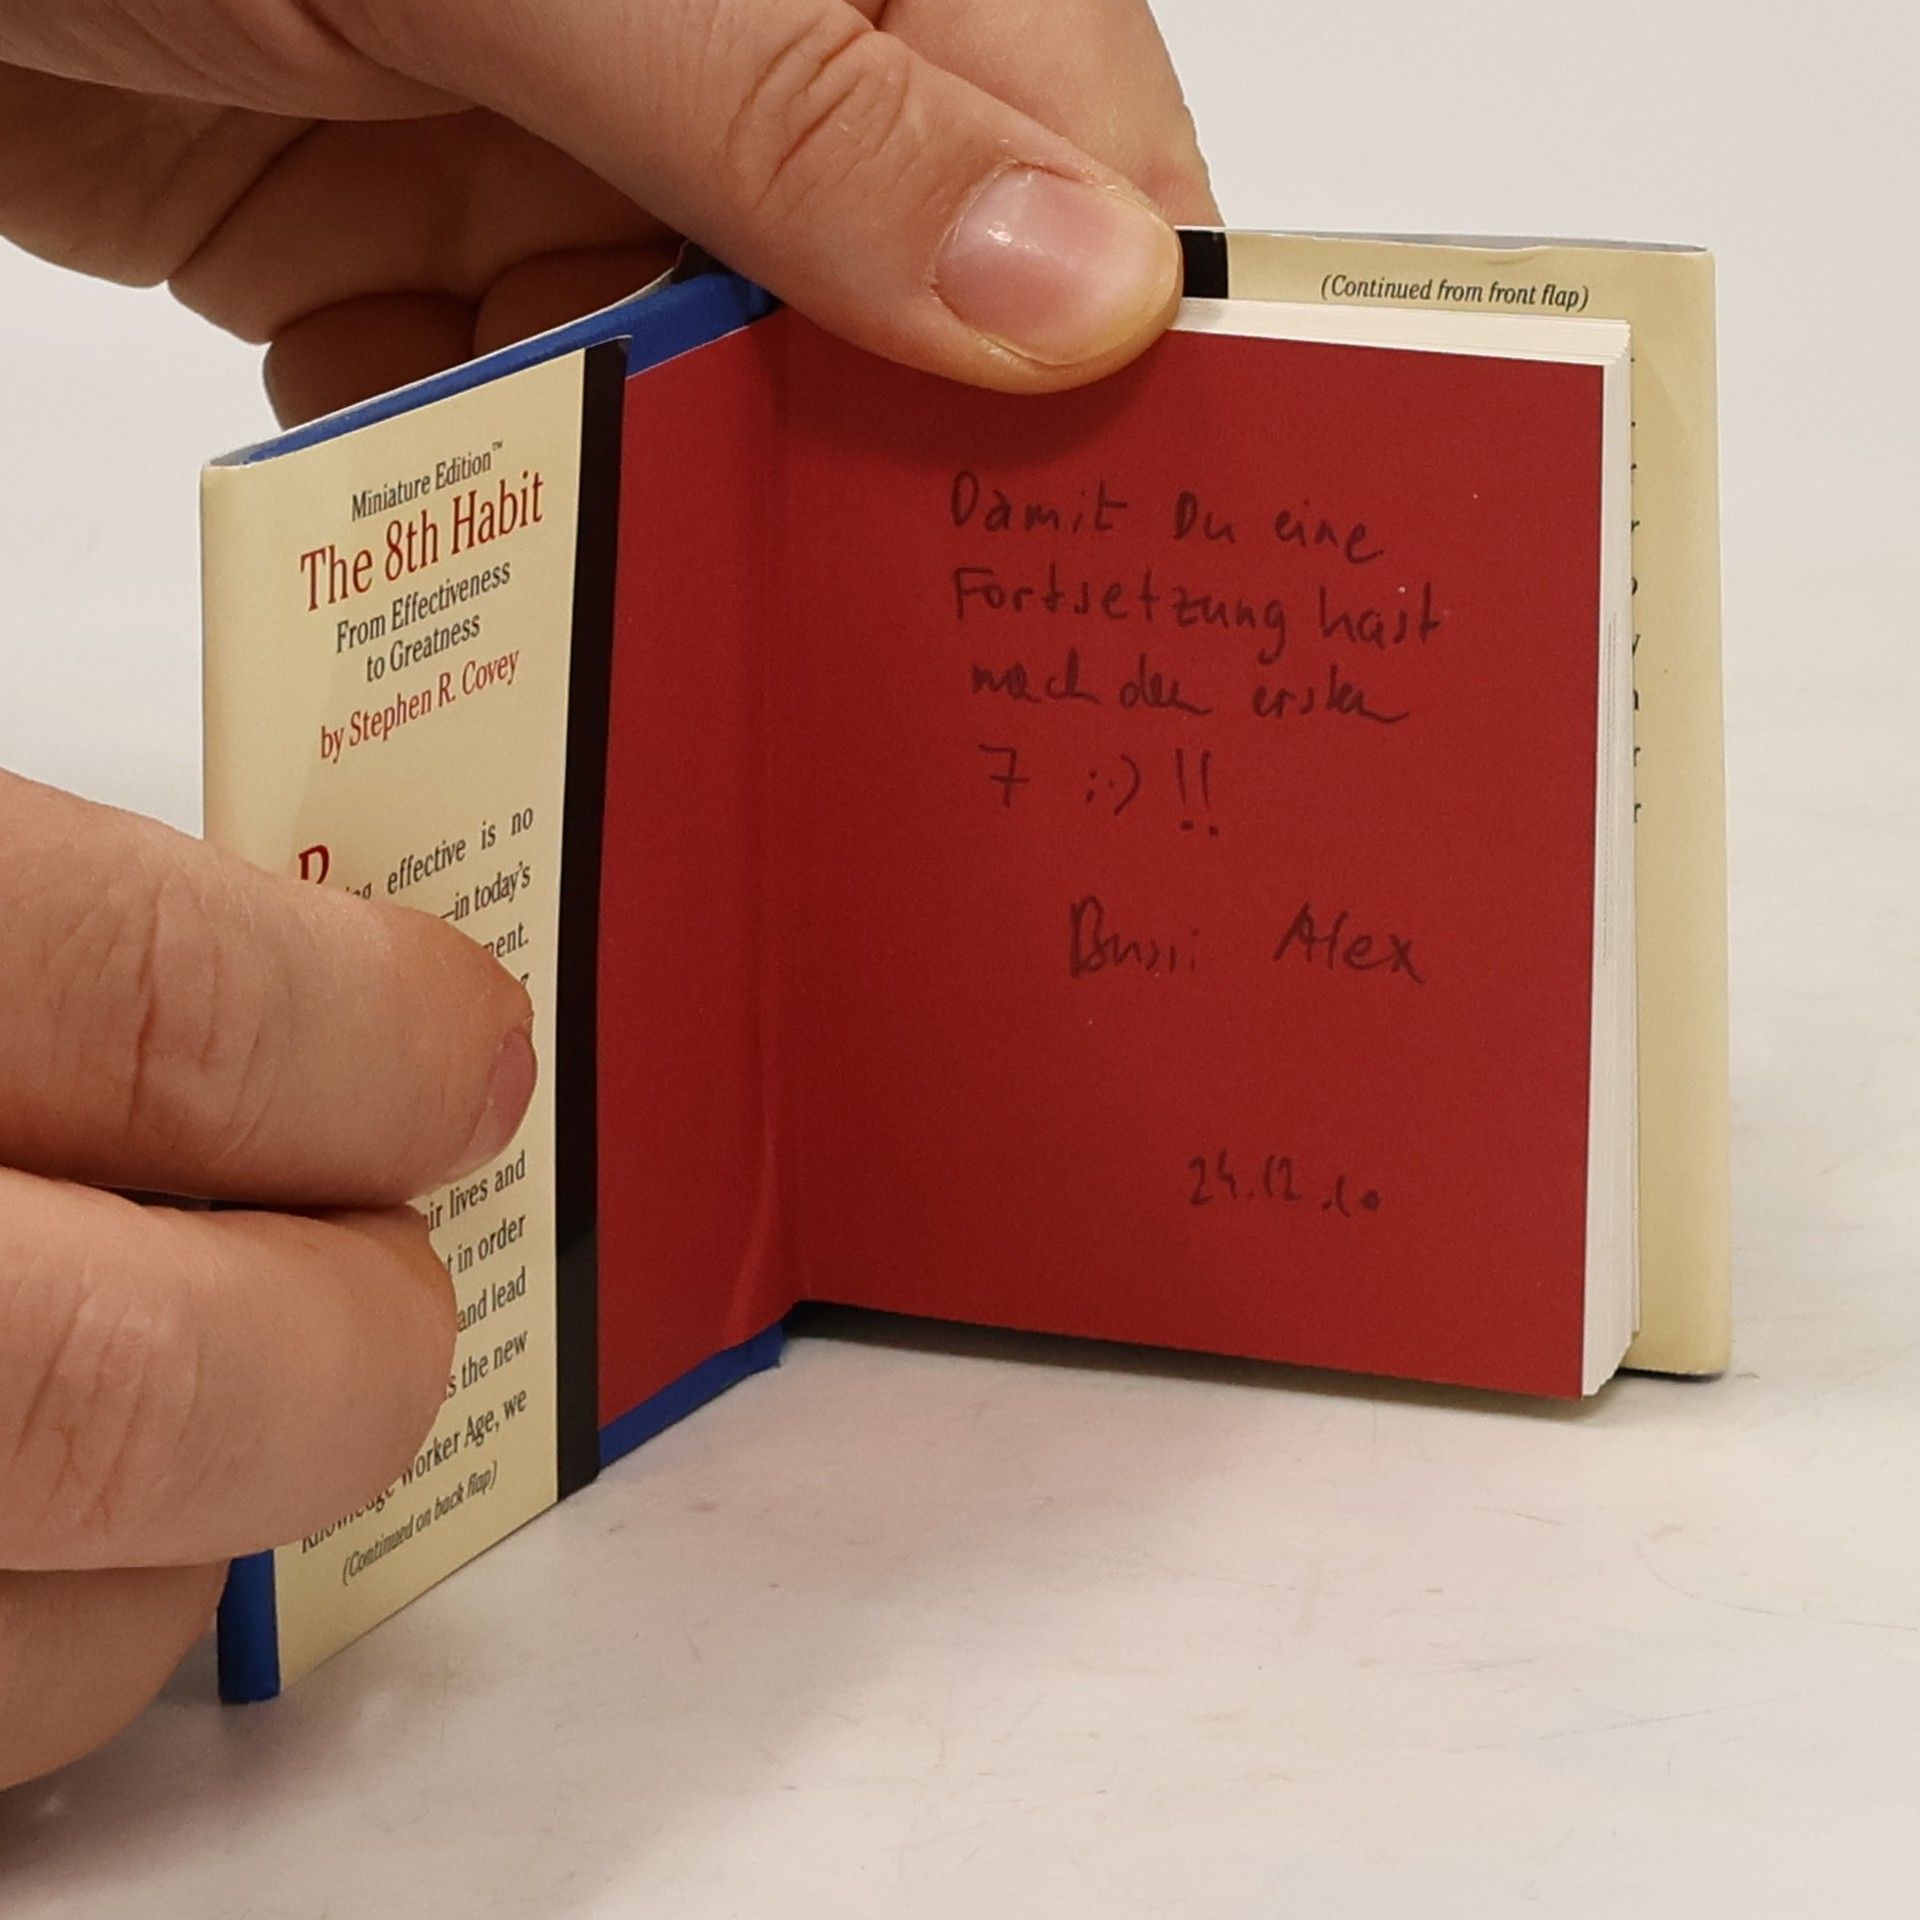 Miniature Edition™
The 8th Habit
From Effectiveness
to Greatness
by Stephen R. Covey
effective is no
—in today's
lives and
in order
and lead
the new
Worker Age, we
(Continued on back flap)
(Continued from front flap)
Damit Du eine
Fortsetzung hast
nach den ersten
7 :-) !!
Bussi Alex
24.12.10